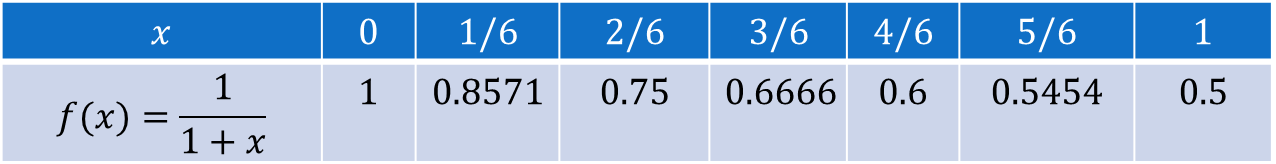 x 0 1/6 2/6 3/6 4/6 5/6 1
f(x) = 1/(1 + x) 1 0.8571 0.75 0.6666 0.6 0.5454 0.5